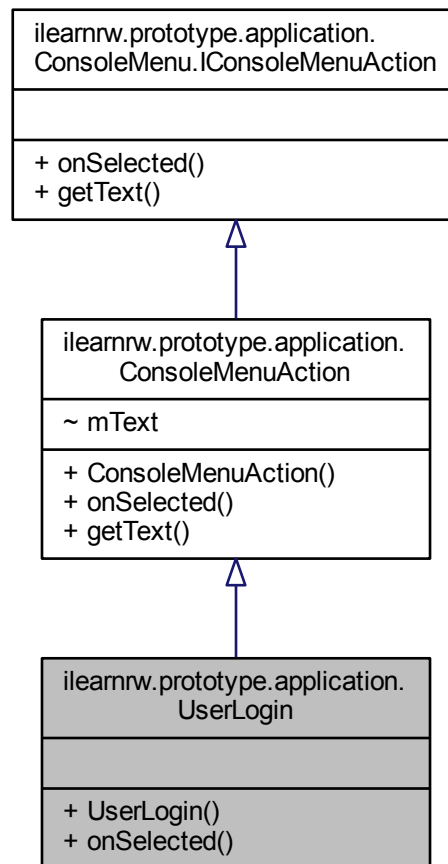 ilearnrw.prototype.application.
ConsoleMenu.IConsoleMenuAction
+ onSelected()
+ getText()
ilearnrw.prototype.application.
ConsoleMenuAction
~ mText
+ ConsoleMenuAction()
+ onSelected()
+ getText()
ilearnrw.prototype.application.
UserLogin
+ UserLogin()
+ onSelected()